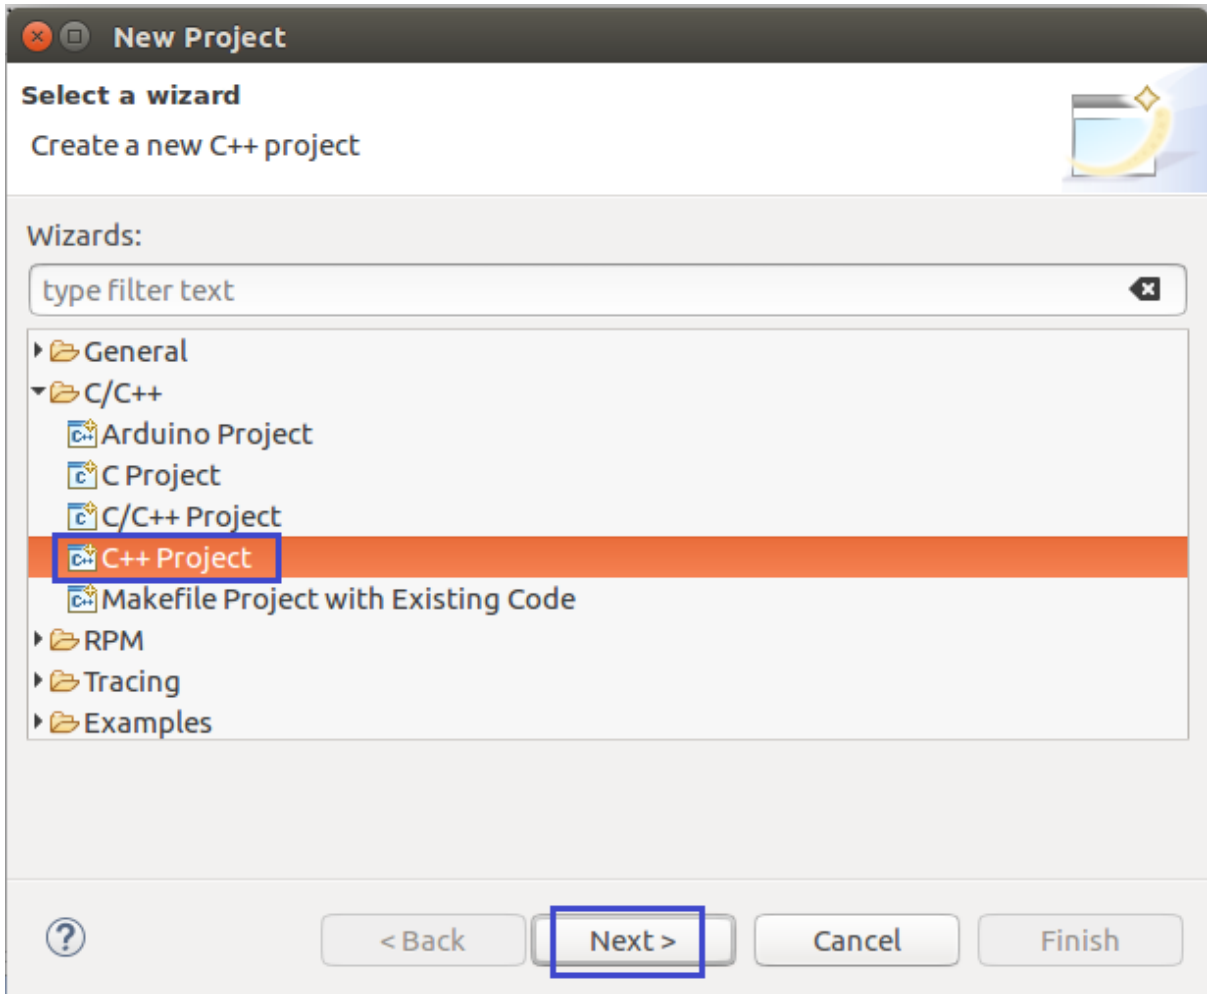 New Project
Select a wizard
Create a new C++ project
Wizards:
type filter text
General
C/C++
Arduino Project
C Project
C/C++ Project
C++ Project
Makefile Project with Existing Code
RPM
Tracing
Examples
? < Back Next > Cancel Finish